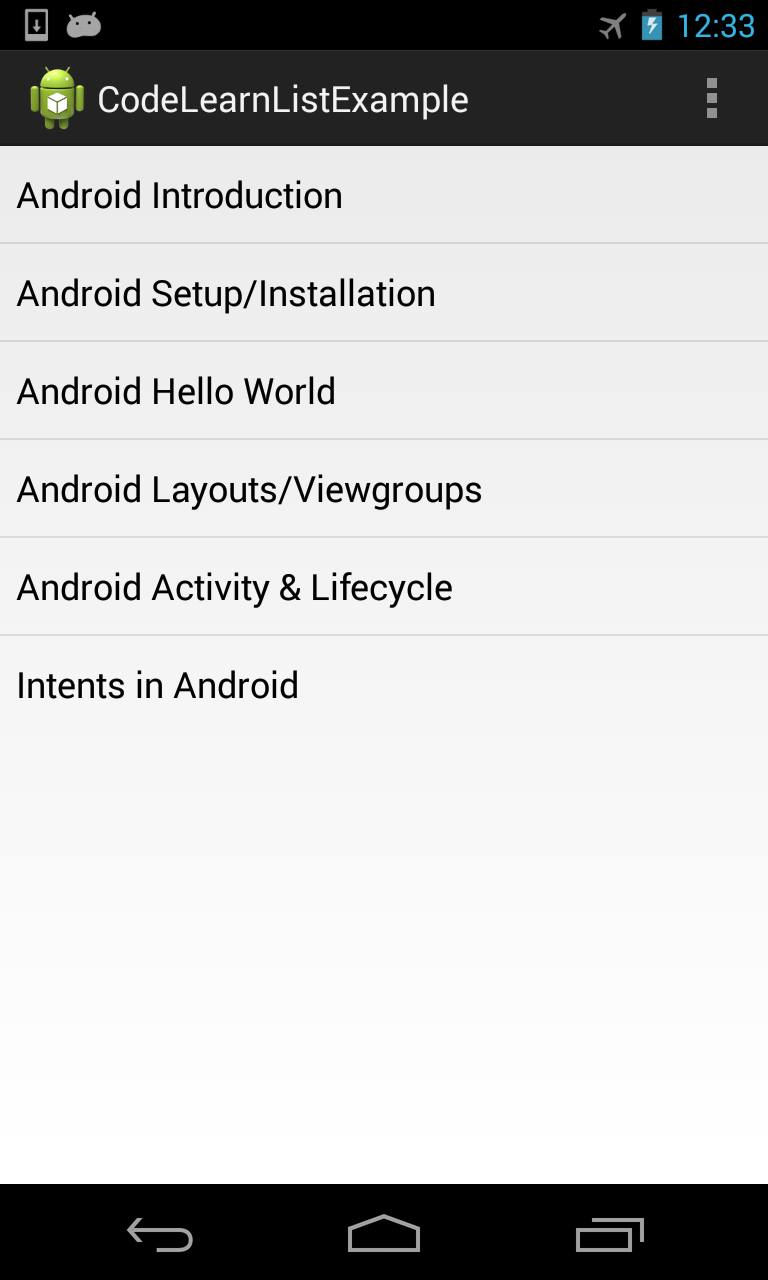 12:33
CodeLearnListExample
Android Introduction
Android Setup/Installation
Android Hello World
Android Layouts/Viewgroups
Android Activity & Lifecycle
Intents in Android